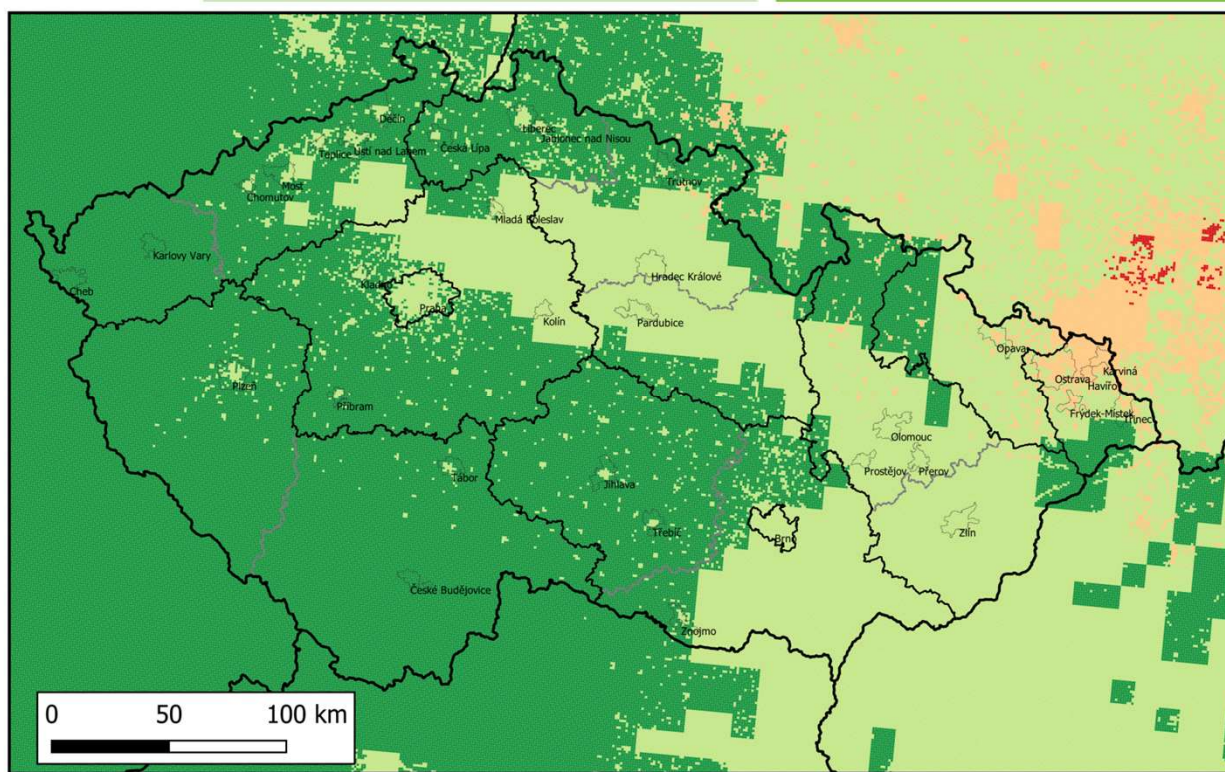 Děčín
Liberec
Jablonec nad Nisou
Česká Lípa
Teplice
Ústí nad Labem
Most
Chomutov
Trutnov
Mladá Boleslav
Karlovy Vary
Hradec Králové
Cheb
Kladno
Praha
Kolín
Pardubice
Opava
Karviná
Ostrava
Havířo
Plzeň
Příbram
Frýdek-Místek
Třinec
Olomouc
Prostějov
Přerov
Tábor
Jihlava
Třebíč
Brno
Zlín
České Budějovice
Znojmo
0 50 100 km